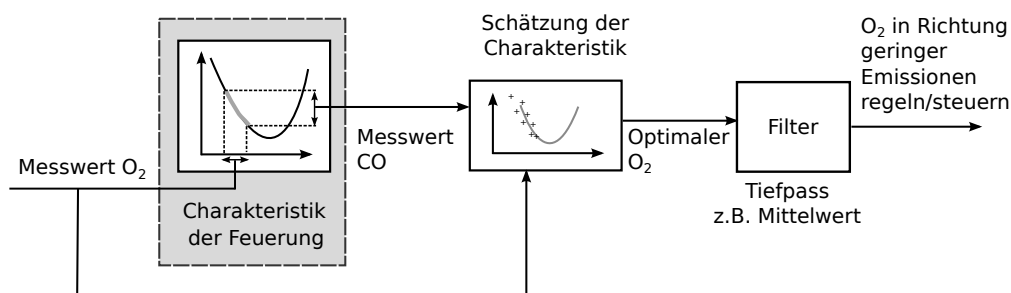 Messwert O₂
Charakteristik
der Feuerung
Messwert
CO
Schätzung der
Charakteristik
Optimaler
O₂
Filter
Tiefpass
z.B. Mittelwert
O₂ in Richtung
geringer
Emissionen
regeln/steuern